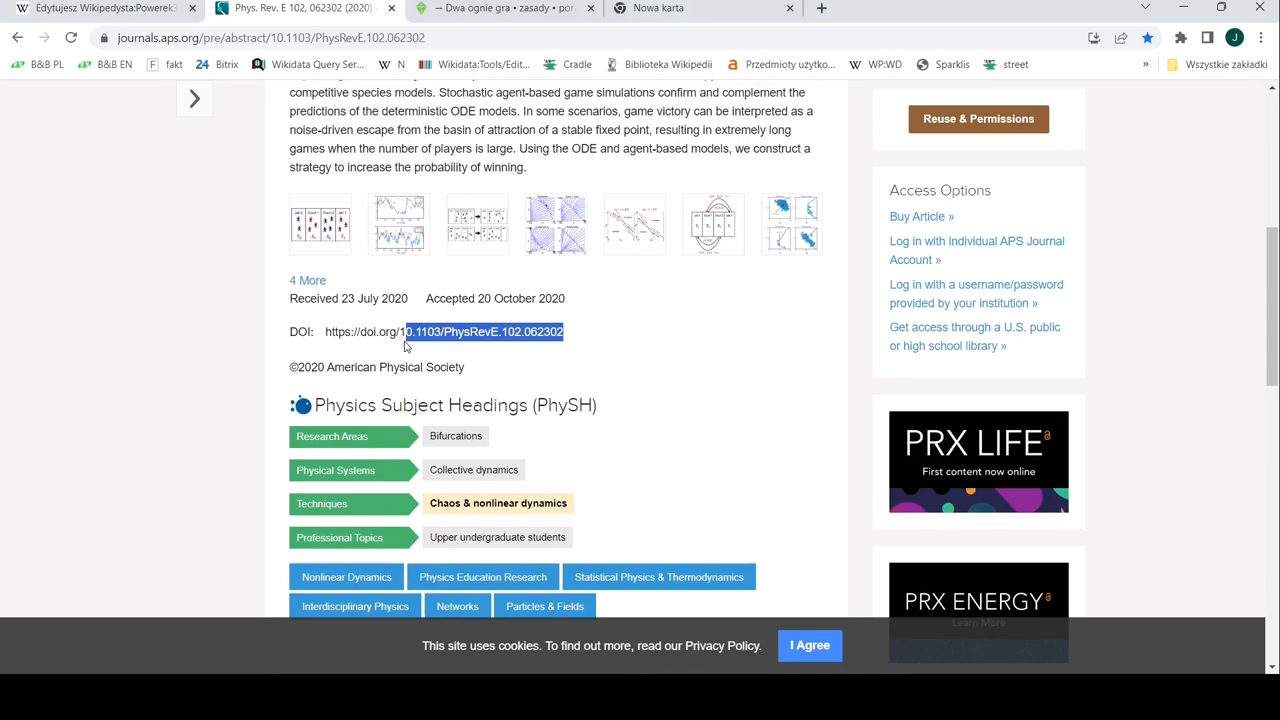 Edytujesz Wikipedysta:Powerek3
Phys. Rev. E 102, 062302 (2020)
→ Dwa ognie gra • zasady • por
Nowa karta
journals.aps.org/pre/abstract/10.1103/PhysRevE.102.062302
J
B&B PL
B&B EN
fakt
24 Bitrix
Wikidata Query Ser...
N
Wikidata:Tools/Edit...
Cradle
Biblioteka Wikipedii
Przedmioty użytko...
WP:WD
Sparklis
street
»
Wszystkie zakładki
competitive species models. Stochastic agent-based game simulations confirm and complement the
predictions of the deterministic ODE models. In some scenarios, game victory can be interpreted as a
noise-driven escape from the basin of attraction of a stable fixed point, resulting in extremely long
games when the number of players is large. Using the ODE and agent-based models, we construct a
strategy to increase the probability of winning.
4 More
Received 23 July 2020 Accepted 20 October 2020
DOI: https://doi.org/10.1103/PhysRevE.102.062302
©2020 American Physical Society
Physics Subject Headings (PhySH)
Research Areas
Bifurcations
Physical Systems
Collective dynamics
Techniques
Chaos & nonlinear dynamics
Professional Topics
Upper undergraduate students
Nonlinear Dynamics
Physics Education Research
Statistical Physics & Thermodynamics
Interdisciplinary Physics
Networks
Particles & Fields
Reuse & Permissions
Access Options
Buy Article »
Log in with individual APS Journal
Account »
Log in with a username/password
provided by your institution »
Get access through a U.S. public
or high school library »
PRX LIFE
First content now online
PRX ENERGY
Learn More
This site uses cookies. To find out more, read our Privacy Policy.
I Agree